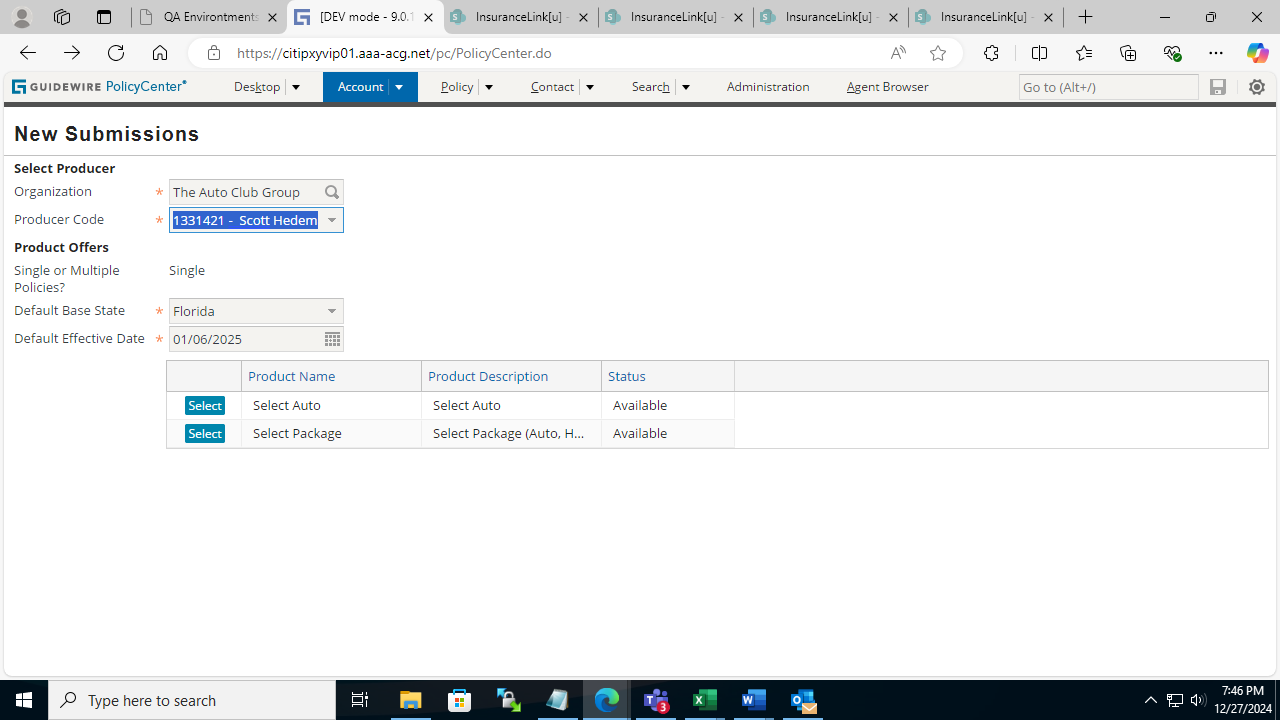 QA Environtments
[DEV mode - 9.0.1
InsuranceLink[u] -
InsuranceLink[u] -
InsuranceLink[u] -
InsuranceLink[u] -
https://citipxyvip01.aaa-acg.net/pc/PolicyCenter.do
GUIDEWIRE PolicyCenter®
Desktop
Account
Policy
Contact
Search
Administration
Agent Browser
Go to (Alt+/)
New Submissions
Select Producer
Organization * The Auto Club Group
Producer Code * 1331421 - Scott Hedem
Product Offers
Single or Multiple Policies? Single
Default Base State * Florida
Default Effective Date * 01/06/2025
Product Name Product Description Status
Select Select Auto Select Auto Available
Select Select Package Select Package (Auto, H... Available
Type here to search
3
7:46 PM
12/27/2024